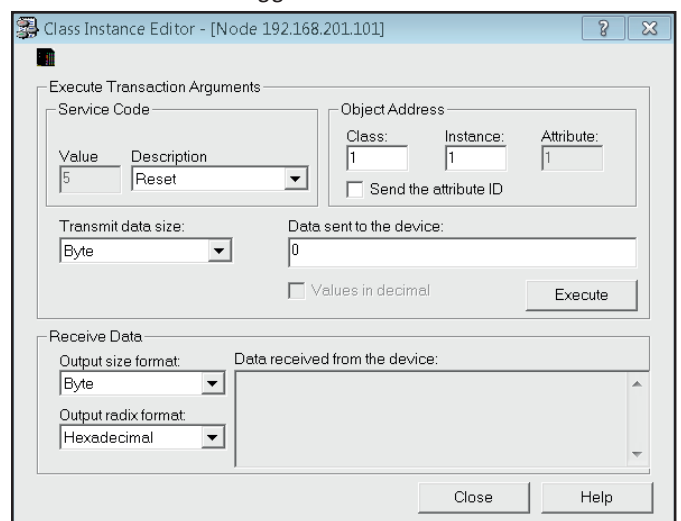 Class Instance Editor - [Node 192.168.201.101]
Execute Transaction Arguments
Service Code
Object Address
Class:
Instance:
Attribute:
Value
Description
1
1
1
5
Reset
Send the attribute ID
Transmit data size:
Data sent to the device:
Byte
0
Values in decimal
Execute
Receive Data
Output size format:
Data received from the device:
Byte
Output radix format:
Hexadecimal
Close
Help